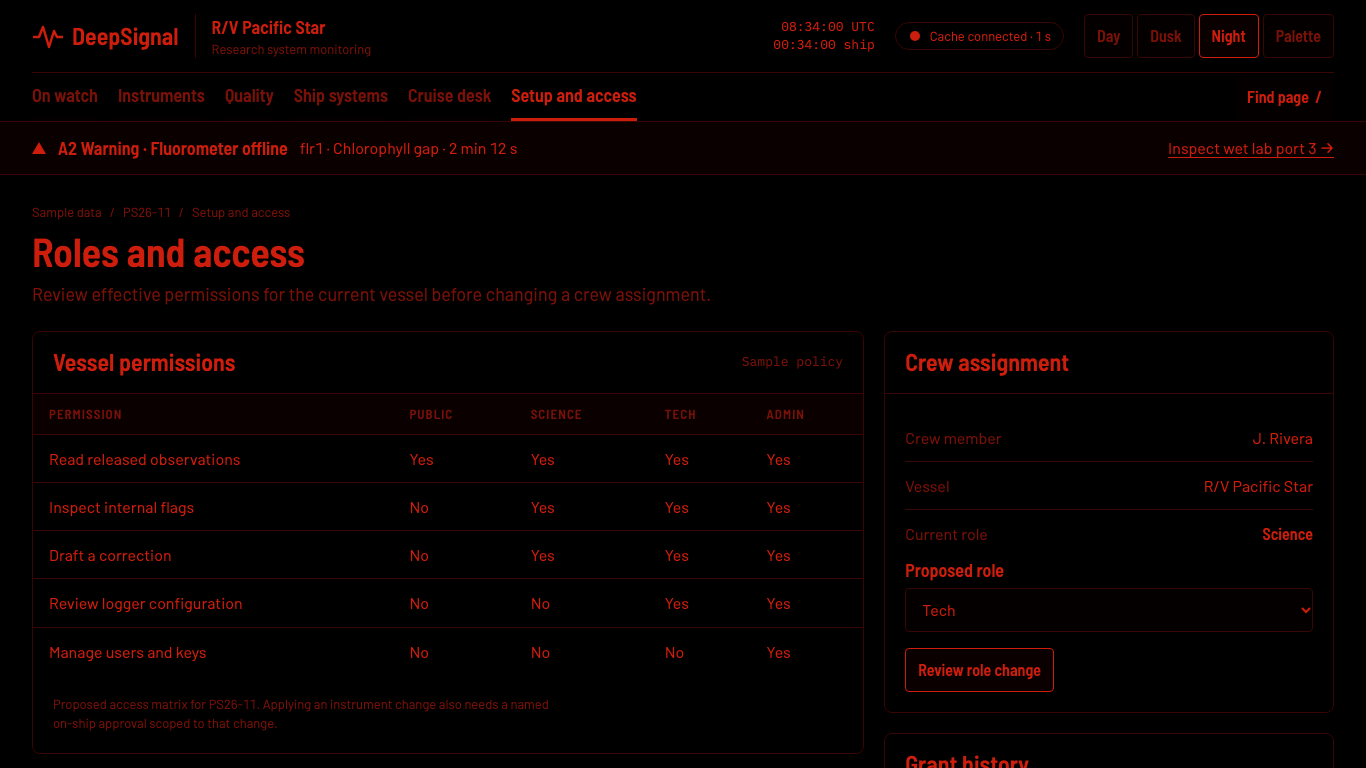 DeepSignal
R/V Pacific Star
Research system monitoring
08:34:00 UTC
00:34:00 ship
Cache connected · 1 s
Day
Dusk
Night
Palette
On watch
Instruments
Quality
Ship systems
Cruise desk
Setup and access
Find page /
A2 Warning · Fluorometer offline flr1 · Chlorophyll gap · 2 min 12 s
Inspect wet lab port 3 →
Sample data / PS26-11 / Setup and access
Roles and access
Review effective permissions for the current vessel before changing a crew assignment.
Vessel permissions
Sample policy
PERMISSION PUBLIC SCIENCE TECH ADMIN
Read released observations Yes Yes Yes Yes
Inspect internal flags No Yes Yes Yes
Draft a correction No Yes Yes Yes
Review logger configuration No No Yes Yes
Manage users and keys No No No Yes
Proposed access matrix for PS26-11. Applying an instrument change also needs a named
on-ship approval scoped to that change.
Crew assignment
Crew member J. Rivera
Vessel R/V Pacific Star
Current role Science
Proposed role
Tech
Review role change
Grant history